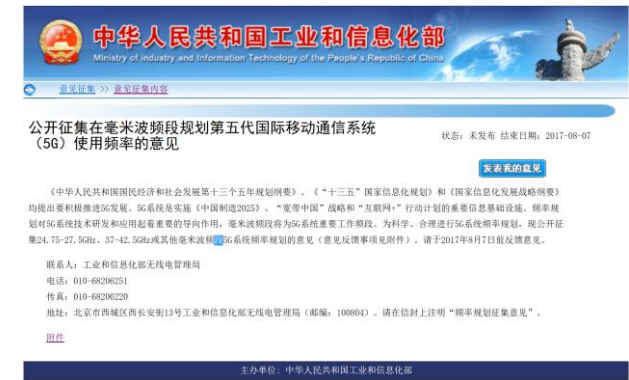 中华人民共和国工业和信息化部
Ministry of industry and Information Technology of the People's Republic of China
意见征集 >> 意见征集内容
公开征集在毫米波频段规划第五代国际移动通信系统
（5G）使用频率的意见
状态：未发布 结束日期：2017-08-07
发表我的意见
《中华人民共和国国民经济和社会发展第十三个五年规划纲要》、《“十三五”国家信息化规划》和《国家信息化发展战略纲要》
均提出要积极推进5G发展。5G系统是实施《中国制造2025》、“宽带中国”战略和“互联网+”行动计划的重要信息基础设施。频率规
划对5G系统技术研发和应用起着重要的导向作用，毫米波频段将为5G系统重要工作频段。为科学、合理进行5G系统频率规划，现公开征
集24.75-27.5GHz、37-42.5GHz或其他毫米波频段5G系统频率规划的意见（意见反馈事项见附件）。请于2017年8月7日前反馈意见。
联系人：工业和信息化部无线电管理局
电话：010-68206251
传真：010-68206220
地址：北京市西城区西长安街13号工业和信息化部无线电管理局（邮编：100804）。请在信封上注明“频率规划征集意见”。
附件
主办单位：中华人民共和国工业和信息化部